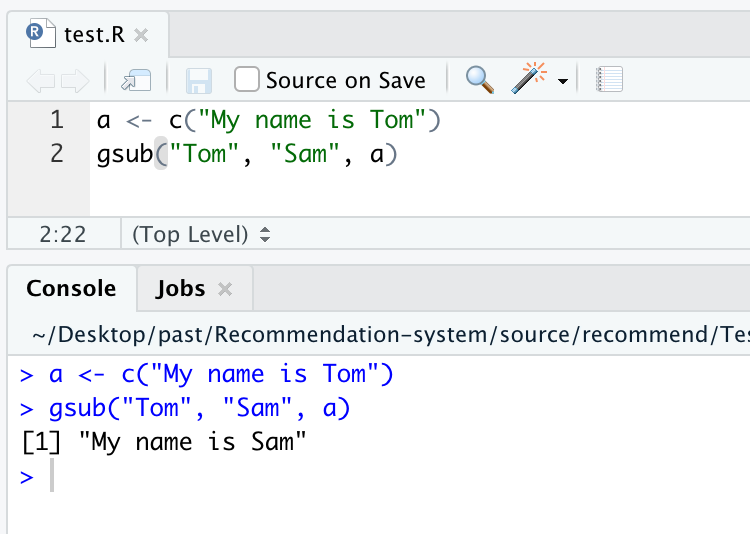 R test.R ×
Source on Save
1 a <- c("My name is Tom")
2 gsub("Tom", "Sam", a)
2:22 (Top Level)
Console Jobs ×
~/Desktop/past/Recommendation-system/source/recommend/Tes
> a <- c("My name is Tom")
> gsub("Tom", "Sam", a)
[1] "My name is Sam"
>